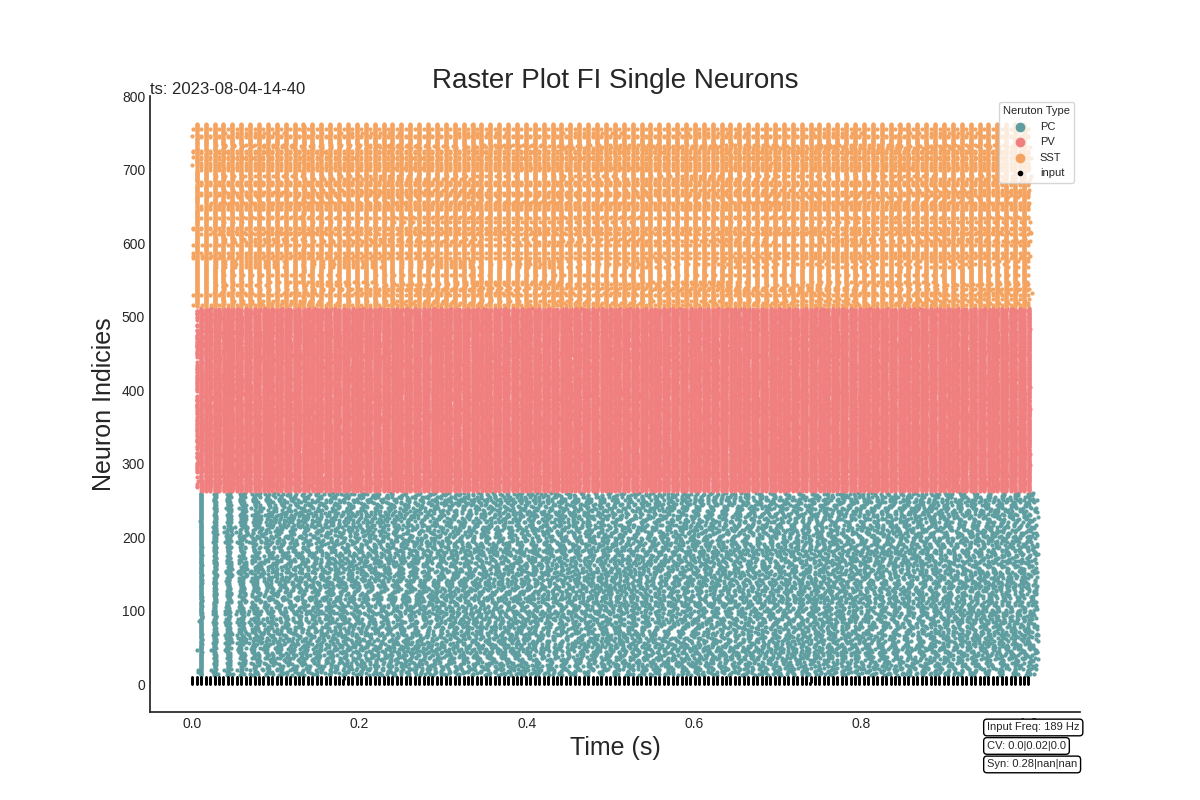 Raster Plot FI Single Neurons
ts: 2023-08-04-14-40
800
700
600
500
400
300
200
100
0
Neuron Indicies
Neruton Type
PC
PV
SST
input
0.0
0.2
0.4
0.6
0.8
Time (s)
Input Freq: 189 Hz
CV: 0.0|0.02|0.0
Syn: 0.28|nan|nan